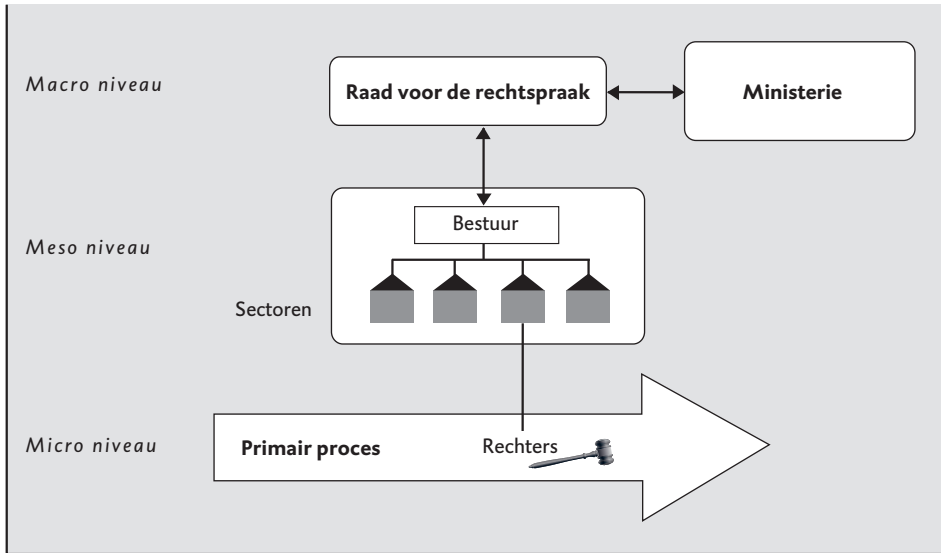 Macro niveau
Raad voor de rechtspraak
Ministerie
Meso niveau
Bestuur
Sectoren
Micro niveau
Primair proces
Rechters